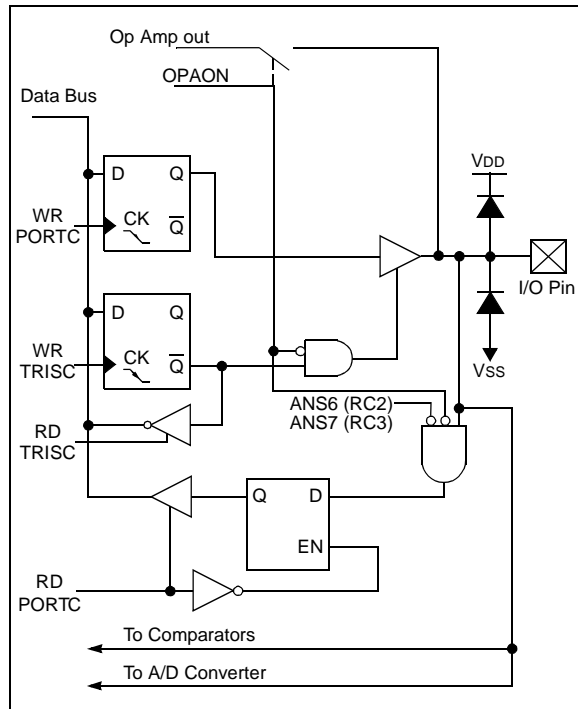 Op Amp out
OPAON
Data Bus
VDD
D Q
WR
PORTC
CK
Q
I/O Pin
D Q
WR
TRISC
CK
Q
VSS
ANS6 (RC2)
ANS7 (RC3)
RD
TRISC
Q D
EN
RD
PORTC
To Comparators
To A/D Converter